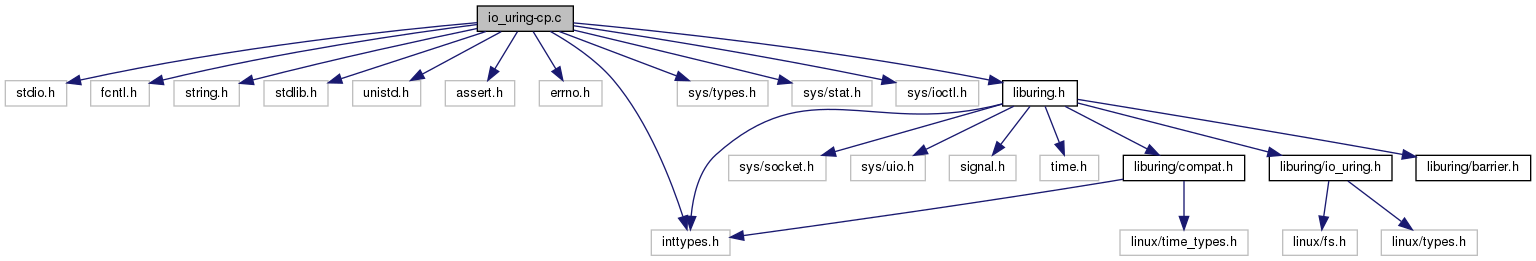 io_uring-cp.c
stdio.h
fcntl.h
string.h
stdlib.h
unistd.h
assert.h
errno.h
sys/types.h
sys/stat.h
sys/ioctl.h
liburing.h
sys/socket.h
sys/uio.h
signal.h
time.h
liburing/compat.h
liburing/io_uring.h
liburing/barrier.h
inttypes.h
linux/time_types.h
linux/fs.h
linux/types.h